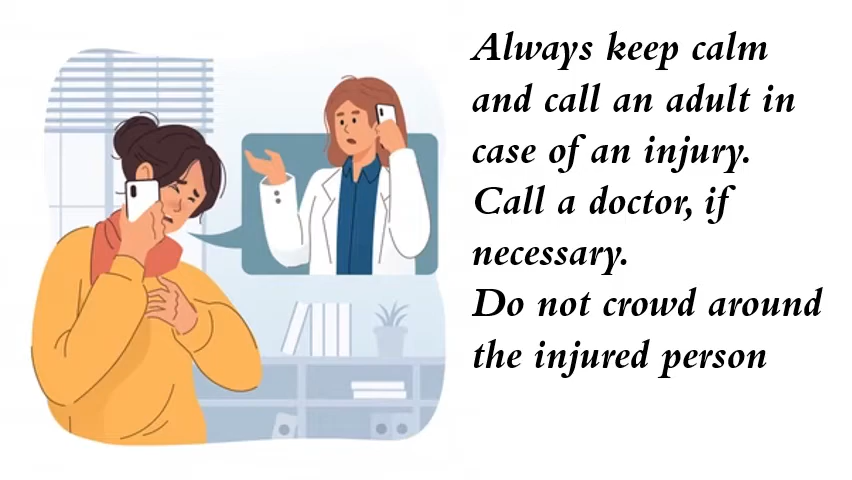 Always keep calm
and call an adult in
case of an injury.
Call a doctor, if
necessary.
Do not crowd around
the injured person